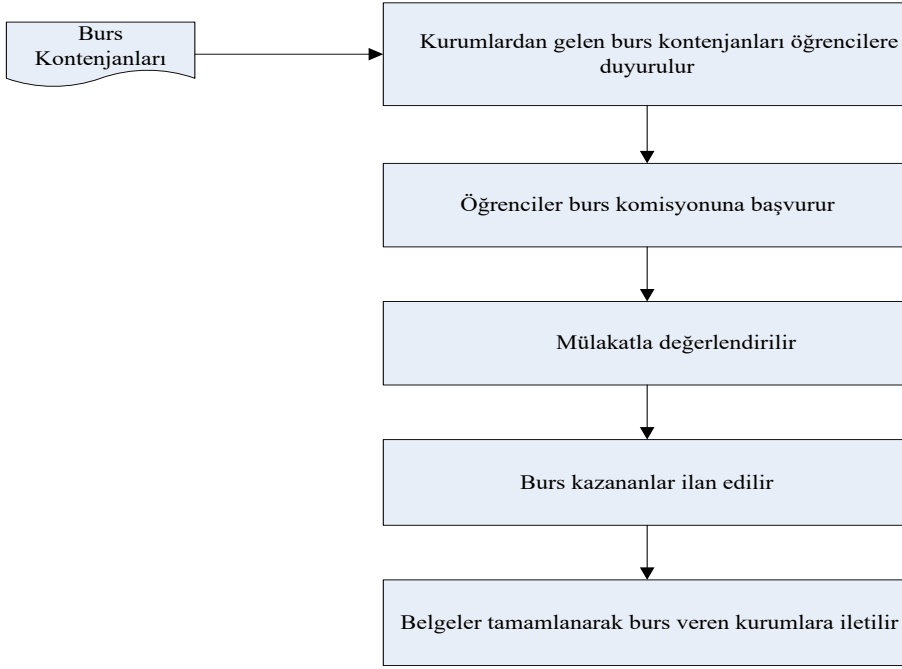 Burs
Kontenjanları
Kurumlardan gelen burs kontenjanları öğrencilere
duyurulur
Öğrenciler burs komisyonuna başvurur
Mülakatla değerlendirilir
Burs kazananlar ilan edilir
Belgeler tamamlanarak burs veren kurumlara iletilir